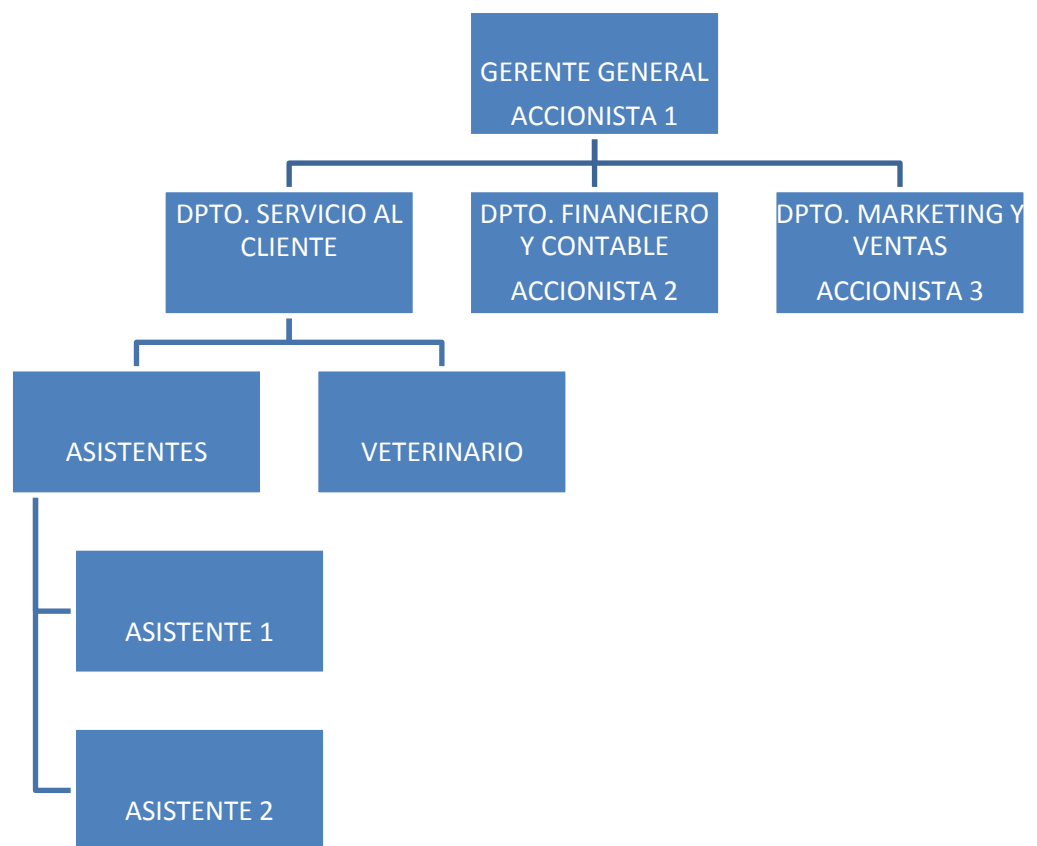 GERENTE GENERAL
ACCIONISTA 1
DPTO. SERVICIO AL
CLIENTE
DPTO. FINANCIERO
Y CONTABLE
ACCIONISTA 2
DPTO. MARKETING Y
VENTAS
ACCIONISTA 3
ASISTENTES
VETERINARIO
ASISTENTE 1
ASISTENTE 2